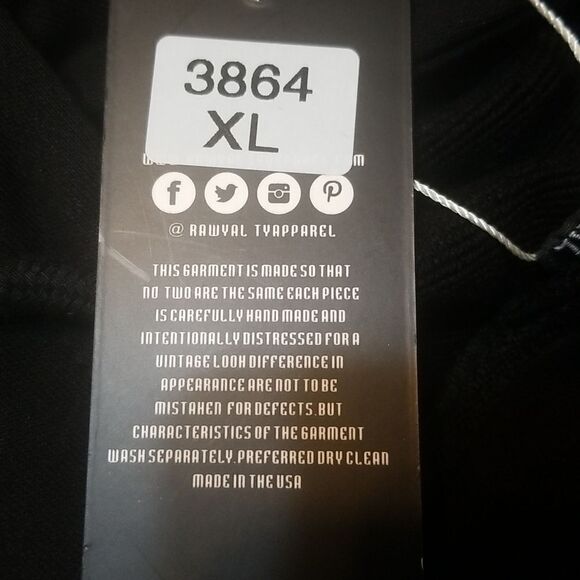 3864
XL
@ RAWYAL TYAPPAREL
THIS GARMENT IS MADE SO THAT
NO TWO ARE THE SAME EACH PIECE
IS CAREFULLY HAND MADE AND
INTENTIONALLY DISTRESSED FOR A
VINTAGE LOOK DIFFERENCE IN
APPEARANCE ARE NOT TO BE
MISTAKEN FOR DEFECTS.BUT
CHARACTERISTICS OF THE GARMENT
WASH SEPARATELY.PREFERRED DRY CLEAN
MADE IN THE USA